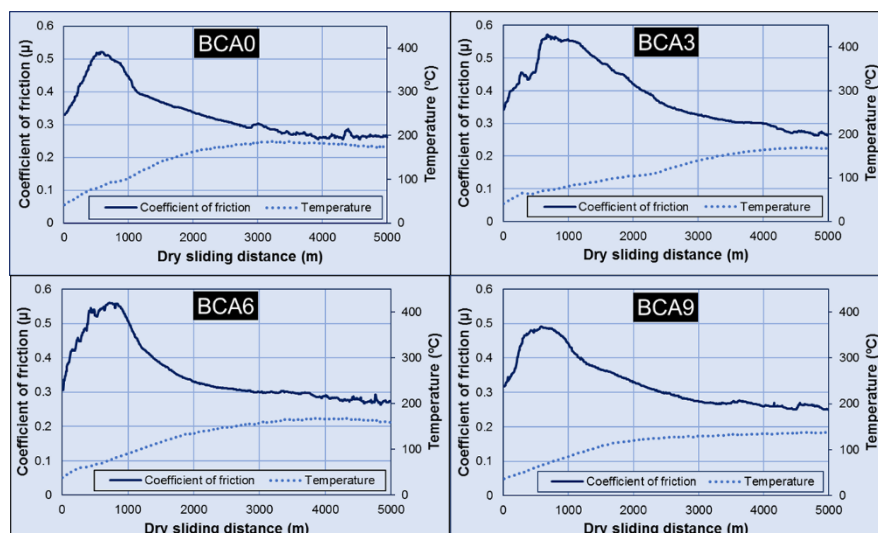 BCA0
Coefficient of friction (μ)
0.6
0.5
0.4
0.3
0.2
0.1
0
Temperature (ºC)
400
300
200
100
0
Coefficient of friction
Temperature
0 1000 2000 3000 4000 5000
Dry sliding distance (m)
BCA3
Coefficient of friction (μ)
0.6
0.5
0.4
0.3
0.2
0.1
0
Temperature (ºC)
400
300
200
100
0
Coefficient of friction
Temperature
0 1000 2000 3000 4000 5000
Dry sliding distance (m)
BCA6
Coefficient of friction (μ)
0.6
0.5
0.4
0.3
0.2
0.1
0
Temperature (ºC)
400
300
200
100
0
Coefficient of friction
Temperature
0 1000 2000 3000 4000 5000
Dry sliding distance (m)
BCA9
Coefficient of friction (μ)
0.6
0.5
0.4
0.3
0.2
0.1
0
Temperature (ºC)
400
300
200
100
0
Coefficient of friction
Temperature
0 1000 2000 3000 4000 5000
Dry sliding distance (m)